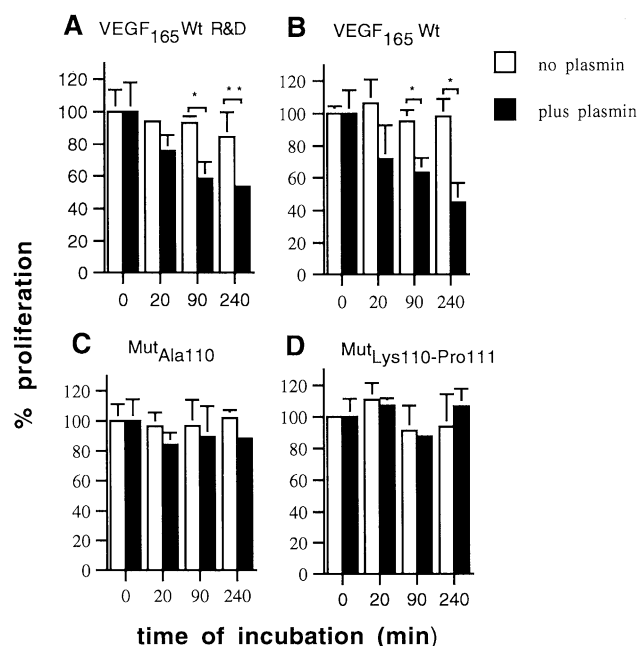 A VEGF165Wt R&D
B VEGF165 Wt
no plasmin
plus plasmin
120
100
80
60
40
20
0
* **
0 20 90 240
120
100
80
60
40
20
0
* *
0 20 90 240
% proliferation
C MutAla110
D MutLys110-Pro111
120
100
80
60
40
20
0
0 20 90 240
120
100
80
60
40
20
0
0 20 90 240
time of incubation (min)